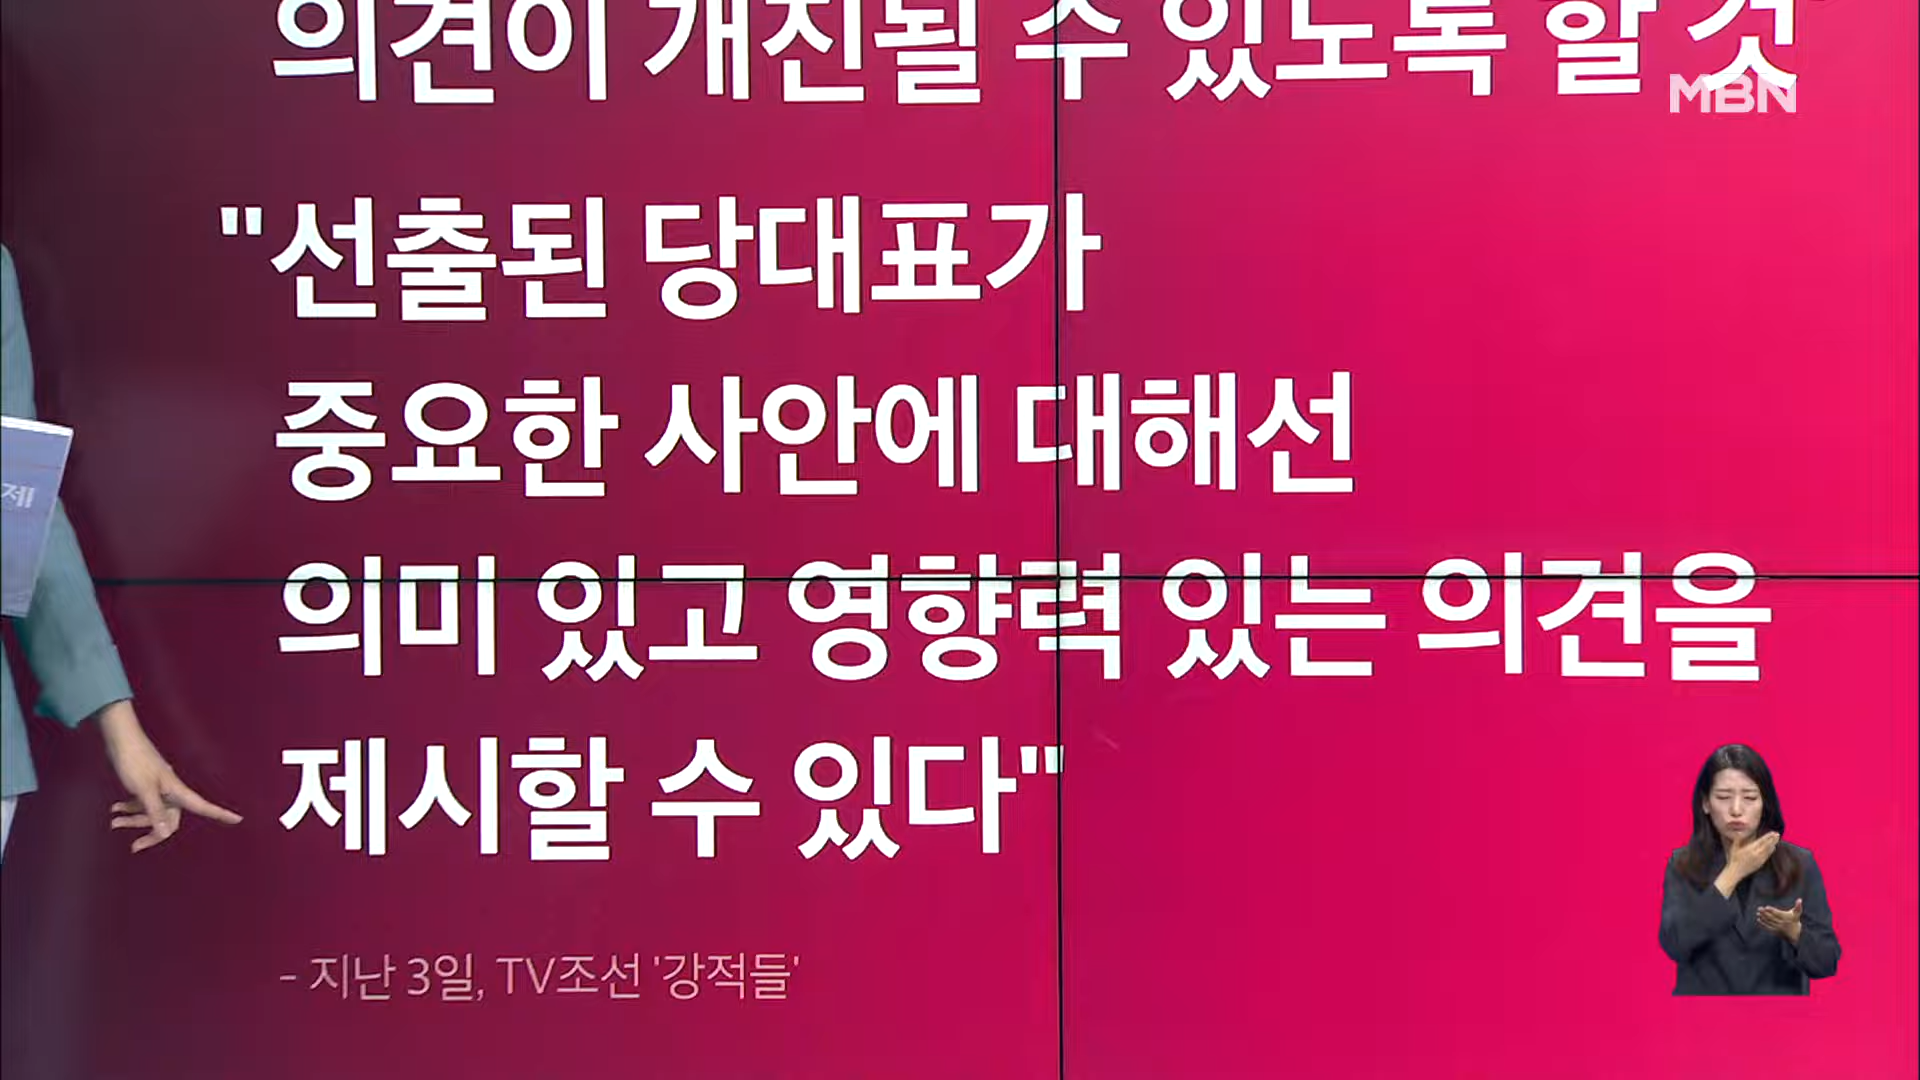 의견이 개진될 수 있도록 할 것
MBN
"선출된 당대표가
중요한 사안에 대해선
의미 있고 영향력 있는 의견을
제시할 수 있다"
제
- 지난 3일, TV조선 '강적들'